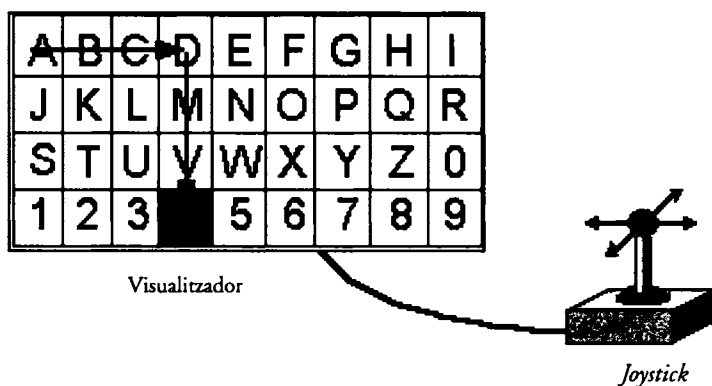 A B C D E F G H I
J K L M N O P Q R
S T U V W X Y Z 0
1 2 3 5 6 7 8 9
Visualitzador
Joystick